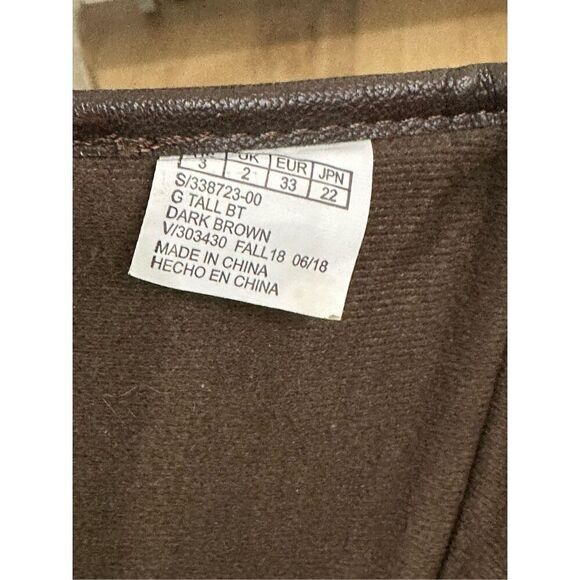 UK EUR JPN
3 2 33 22
S/338723-00
G TALL BT
DARK BROWN
V/303430 FALL18 06/18
MADE IN CHINA
HECHO EN CHINA